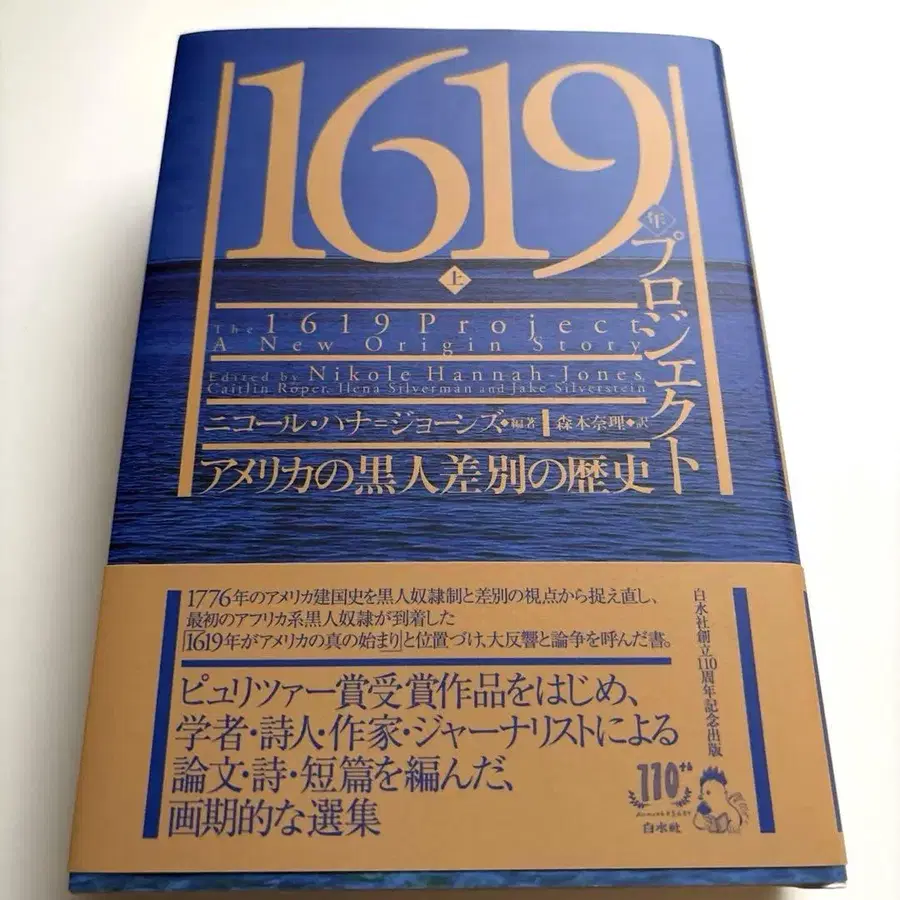 1619
年プロジェクト
上
The 1619 Project
A New Origin Story
Edited by Nikole Hannah-Jones
Caitlin Roper, Ilena Silverman and Jake Silverstein
ニコール・ハナ=ジョーンズ◆編著 森本奈理◆訳
アメリカの黒人差別の歴史
1776年のアメリカ建国史を黒人奴隷制と差別の視点から捉え直し、
最初のアフリカ系黒人奴隷が到着した
「1619年がアメリカの真の始まり」と位置づけ、大反響と論争を呼んだ書。
ピュリツァー賞受賞作品をはじめ、
学者・詩人・作家・ジャーナリストによる
論文・詩・短篇を編んだ、
画期的な選集
白水社創立110周年記念出版
110
白水社